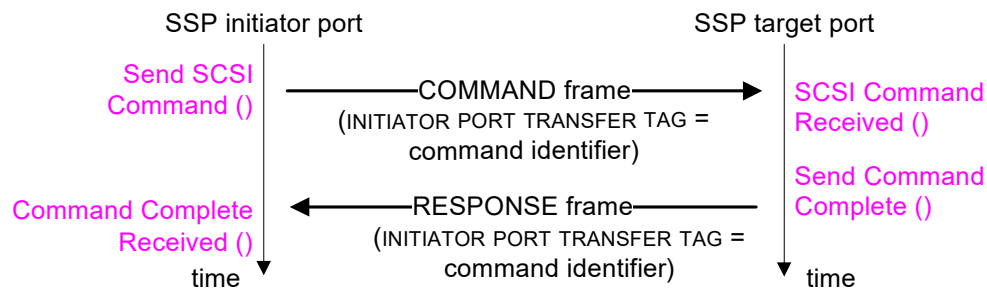 SSP initiator port
SSP target port
Send SCSI
Command ()
COMMAND frame
(INITIATOR PORT TRANSFER TAG =
command identifier)
SCSI Command
Received ()
Send Command
Complete ()
Command Complete
Received ()
RESPONSE frame
(INITIATOR PORT TRANSFER TAG =
command identifier)
time
time